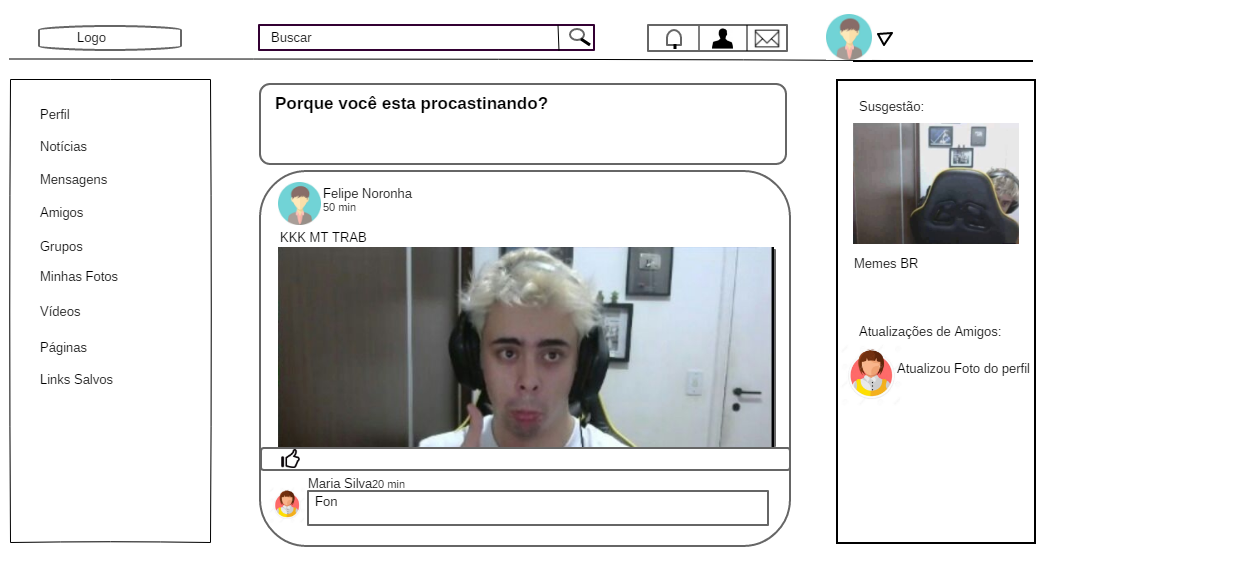 Logo
Buscar
Perfil
Notícias
Mensagens
Amigos
Grupos
Minhas Fotos
Vídeos
Páginas
Links Salvos
Porque você esta procastinando?
Felipe Noronha
50 min
KKK MT TRAB
Maria Silva20 min
Fon
Susgestão:
Memes BR
Atualizações de Amigos:
Atualizou Foto do perfil